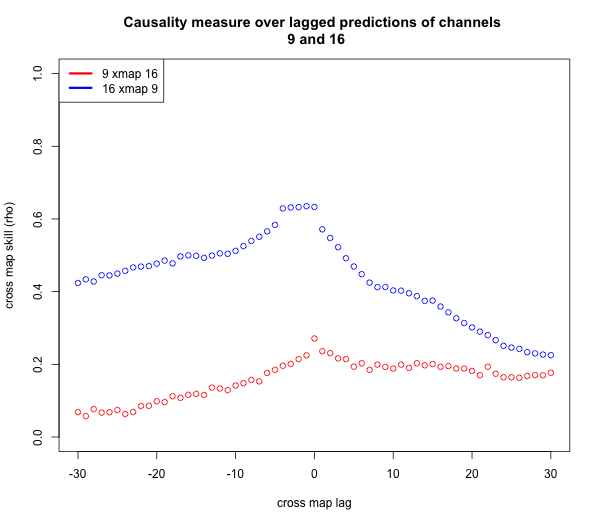 Causality measure over lagged predictions of channels
9 and 16
9 xmap 16
16 xmap 9
cross map skill (rho)
1.0
0.8
0.6
0.4
0.2
0.0
-30 -20 -10 0 10 20 30
cross map lag